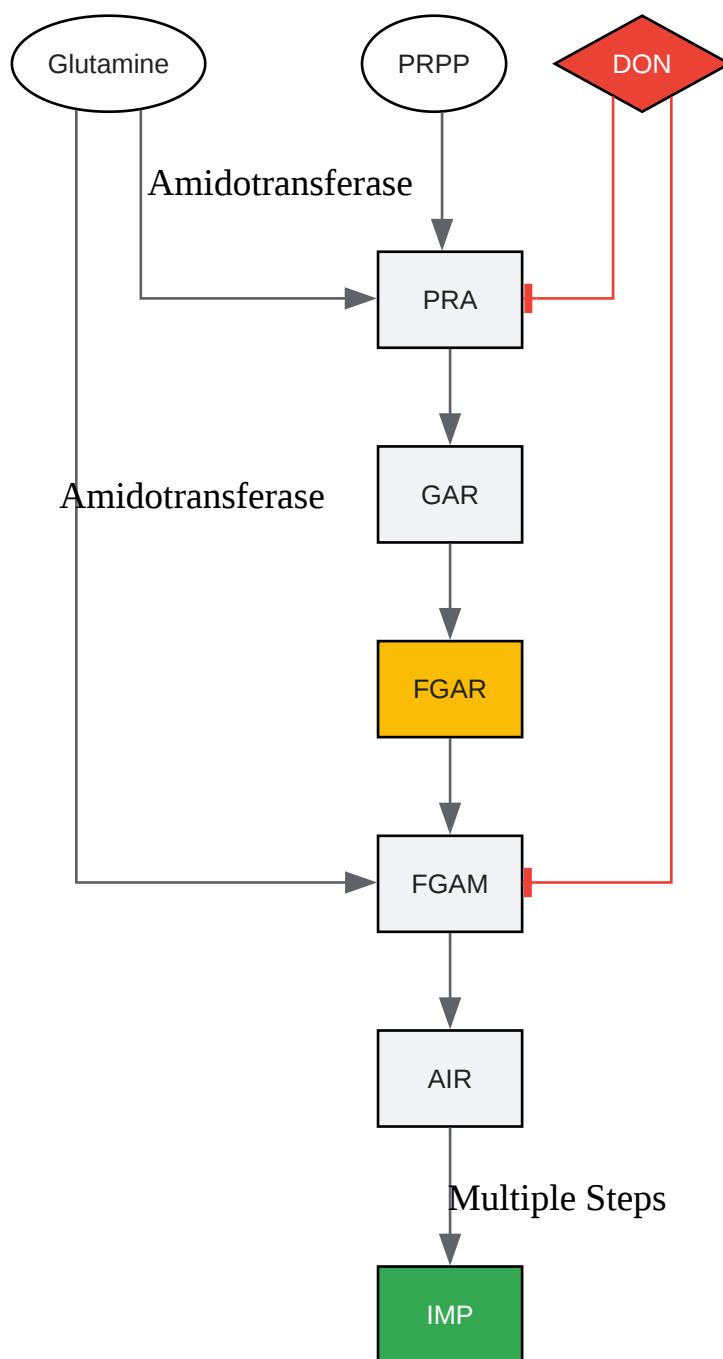 Glutamine
PRPP
DON
Amidotransferase
PRA
GAR
Amidotransferase
FGAR
FGAM
AIR
Multiple Steps
IMP